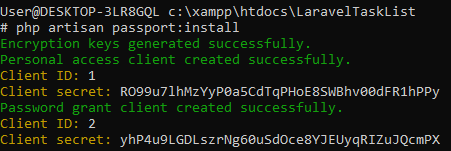 User@DESKTOP-3LR8GQL c:\xampp\htdocs\LaravelTaskList
# php artisan passport:install
Encryption keys generated successfully.
Personal access client created successfully.
Client ID: 1
Client secret: RO99u7lhMzYyP0a5CdTqPHoE8SWBhv00dFR1hPPy
Password grant client created successfully.
Client ID: 2
Client secret: yhP4u9LGDLszrNg60uSdOce8YJEUyqRIZuJQcmPX